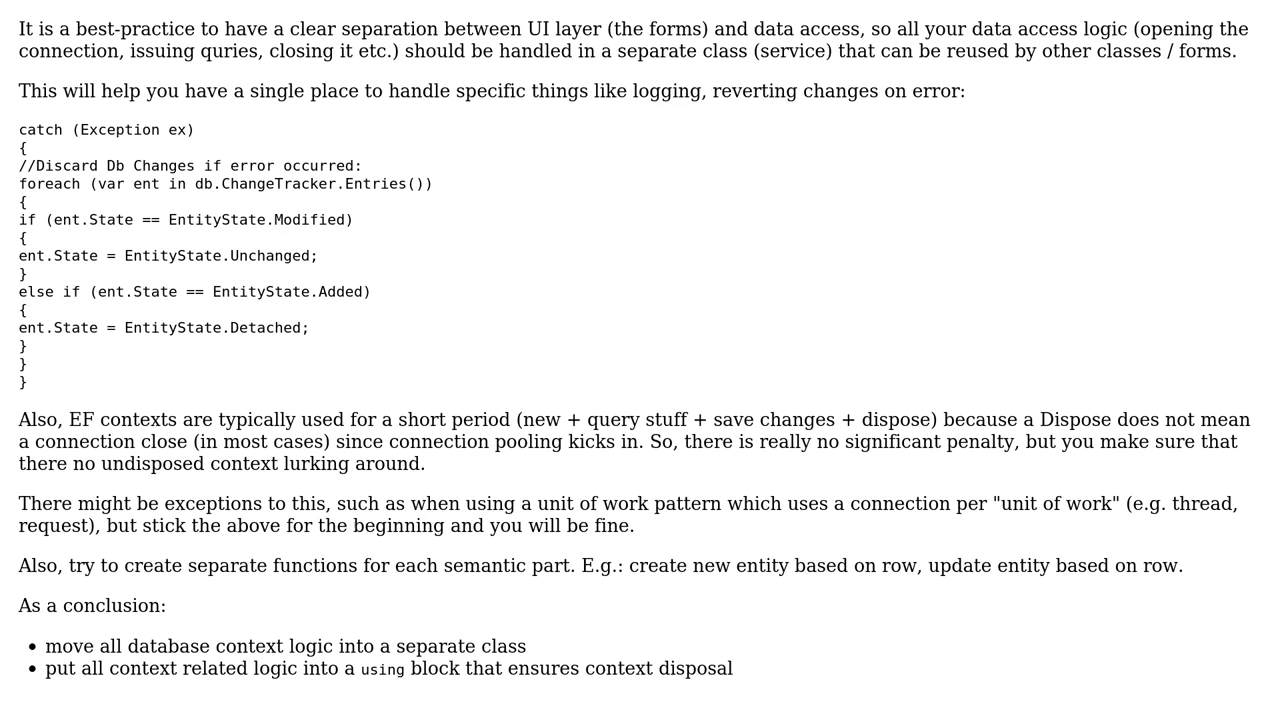 It is a best-practice to have a clear separation between UI layer (the forms) and data access, so all your data access logic (opening the
connection, issuing quries, closing it etc.) should be handled in a separate class (service) that can be reused by other classes / forms.
This will help you have a single place to handle specific things like logging, reverting changes on error:
catch (Exception ex)
{
//Discard Db Changes if error occurred:
foreach (var ent in db.ChangeTracker.Entries())
{
if (ent.State == EntityState.Modified)
{
ent.State = EntityState.Unchanged;
}
else if (ent.State == EntityState.Added)
{
ent.State = EntityState.Detached;
}
}
}
Also, EF contexts are typically used for a short period (new + query stuff + save changes + dispose) because a Dispose does not mean
a connection close (in most cases) since connection pooling kicks in. So, there is really no significant penalty, but you make sure that
there no undisposed context lurking around.
There might be exceptions to this, such as when using a unit of work pattern which uses a connection per "unit of work" (e.g. thread,
request), but stick the above for the beginning and you will be fine.
Also, try to create separate functions for each semantic part. E.g.: create new entity based on row, update entity based on row.
As a conclusion:
• move all database context logic into a separate class
• put all context related logic into a using block that ensures context disposal